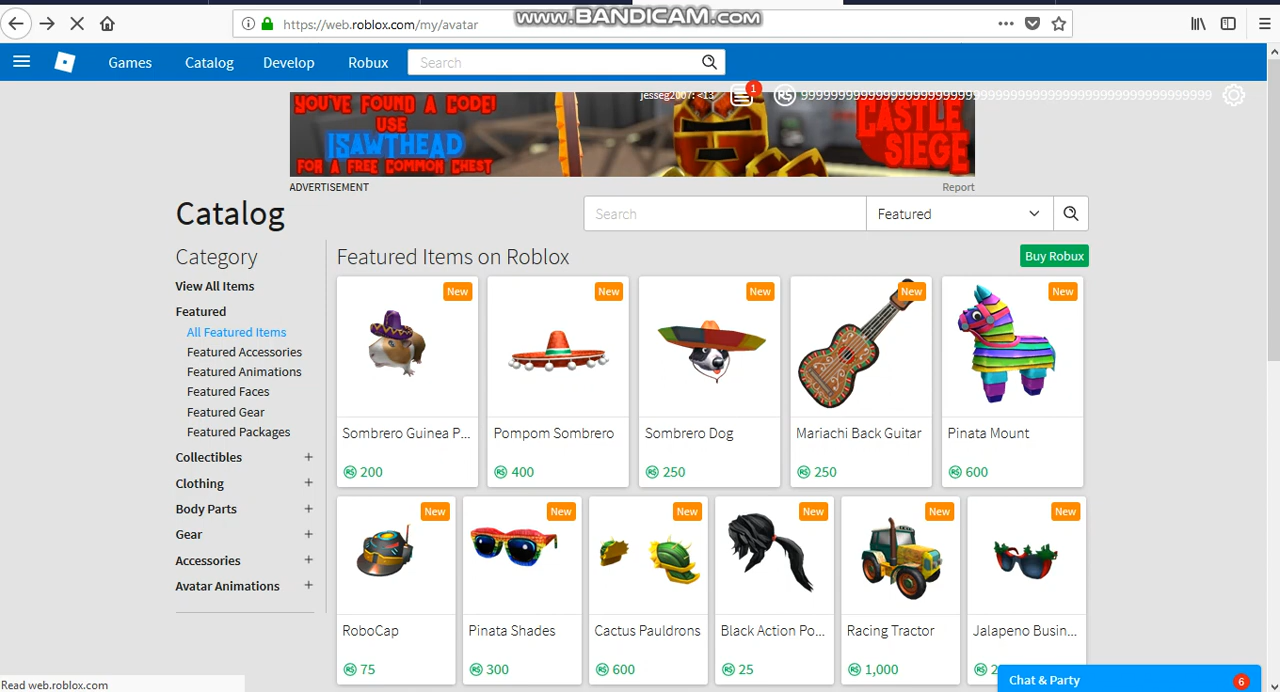 www.BANDICAM.com
https://web.roblox.com/my/avatar
Games Catalog Develop Robux Search
jesseg2007: <13 1
YOU'VE FOUND A CODE!
USE
ISAWTHEAD
FOR A FREE COMMON CHEST
CASTLE
SIEGE
ADVERTISEMENT Report
Catalog
Search Featured
Category
View All Items
Featured
All Featured Items
Featured Accessories
Featured Animations
Featured Faces
Featured Gear
Featured Packages
Collectibles +
Clothing +
Body Parts +
Gear +
Accessories +
Avatar Animations +
Featured Items on Roblox Buy Robux
New New New New New
Sombrero Guinea P... Pompom Sombrero Sombrero Dog Mariachi Back Guitar Pinata Mount
R$ 200 R$ 400 R$ 250 R$ 250 R$ 600
New New New New New New
RoboCap Pinata Shades Cactus Pauldrons Black Action Po... Racing Tractor Jalapeno Busin...
R$ 75 R$ 300 R$ 600 R$ 25 R$ 1,000
Read web.roblox.com
Chat & Party 6